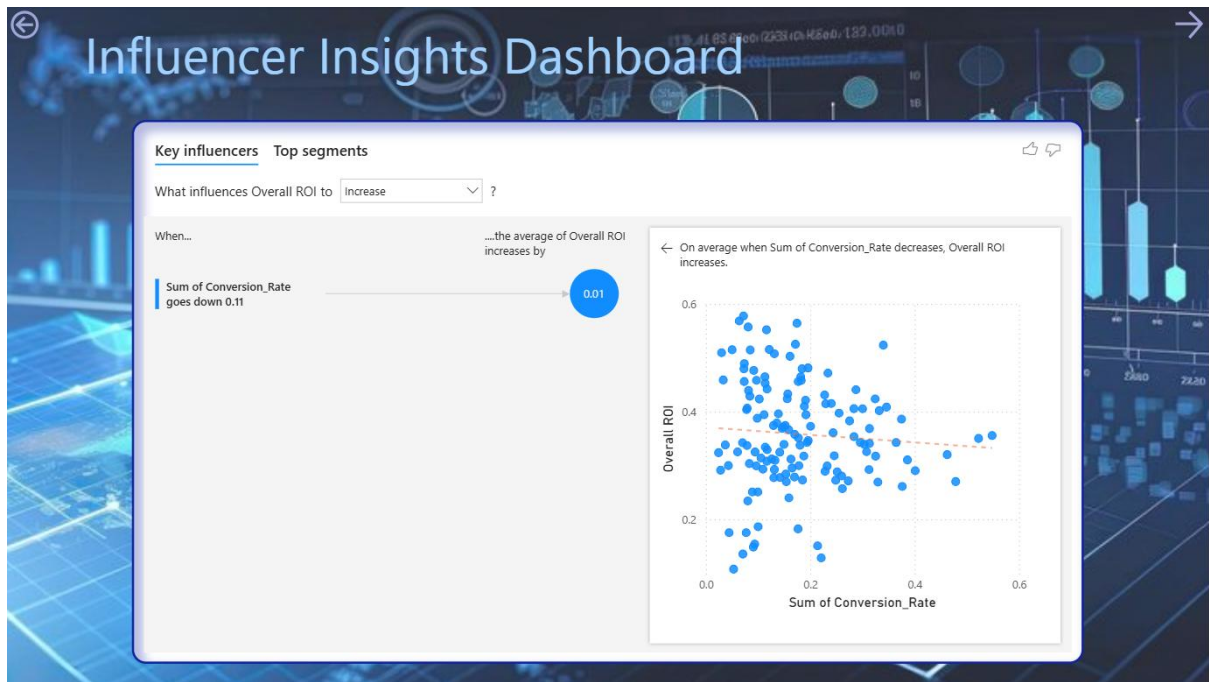 Influencer Insights Dashboard
Key influencers Top segments
What influences Overall ROI to Increase ?
When...
....the average of Overall ROI
increases by
Sum of Conversion_Rate
goes down 0.11
0.01
On average when Sum of Conversion_Rate decreases, Overall ROI
increases.
0.6
0.4
0.2
Overall ROI
0.0 0.2 0.4 0.6
Sum of Conversion_Rate
10
16